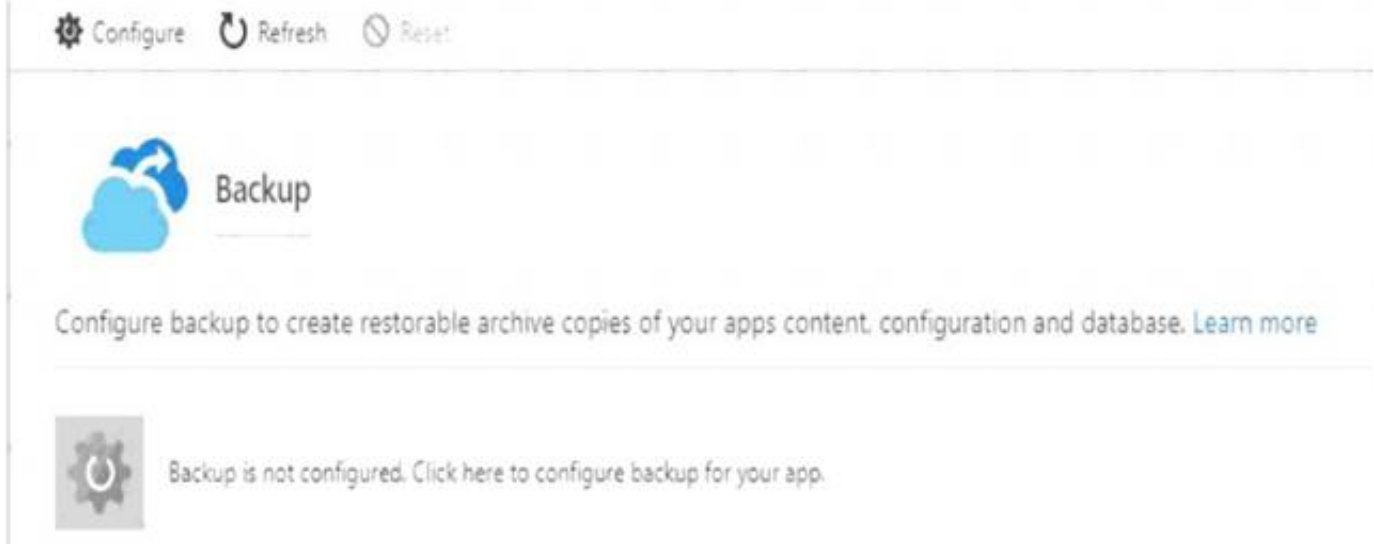 Configure Refresh Reset
Backup
Configure backup to create restorable archive copies of your apps content, configuration and database. Learn more
Backup is not configured. Click here to configure backup for your app.